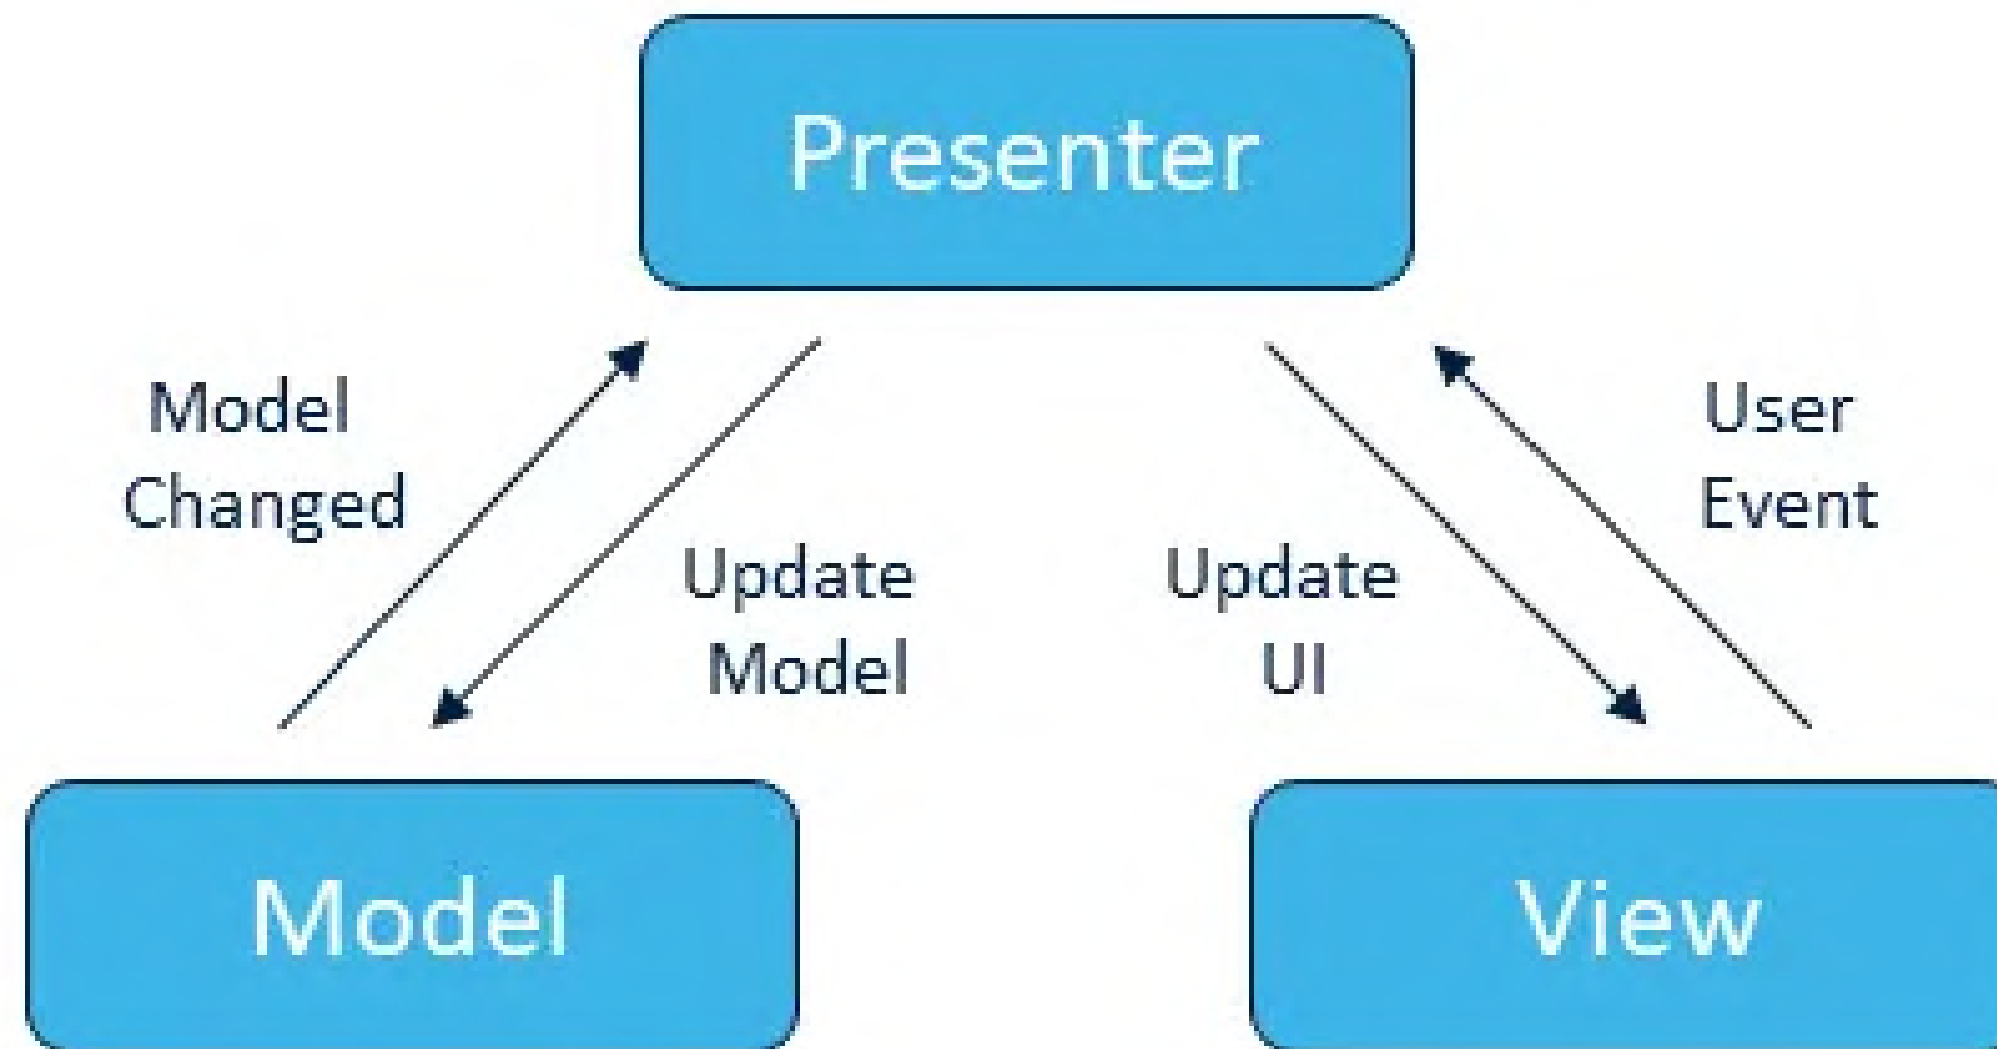 Presenter
Model
Changed
User
Event
Update
Model
Update
UI
Model
View